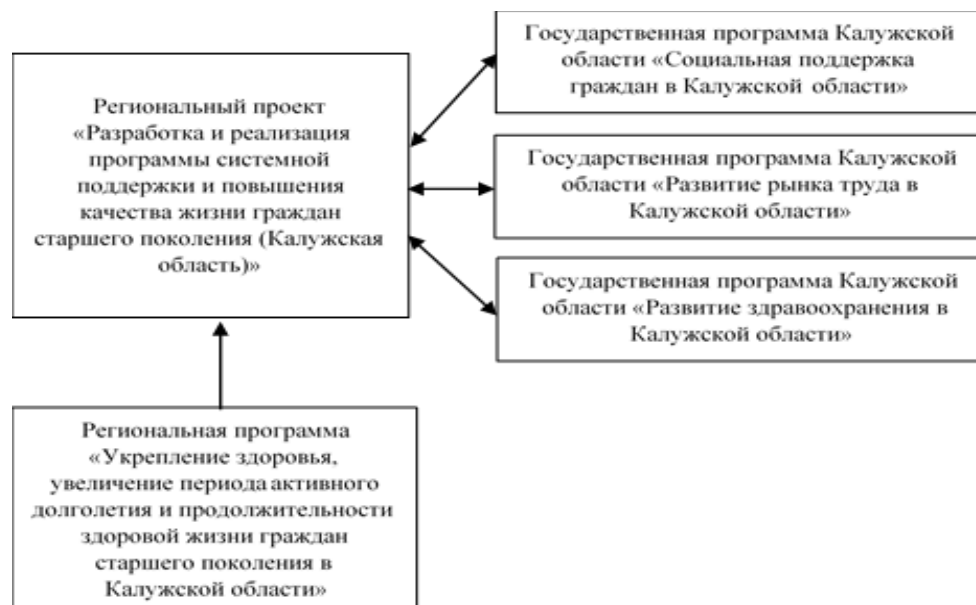 Региональный проект
«Разработка и реализация
программы системной
поддержки и повышения
качества жизни граждан
старшего поколения (Калужская
область)»
Государственная программа Калужской
области «Социальная поддержка
граждан в Калужской области»
Государственная программа Калужской
области «Развитие рынка труда в
Калужской области»
Государственная программа Калужской
области «Развитие здравоохранения в
Калужской области»
Региональная программа
«Укрепление здоровья,
увеличение периода активного
долголетия и продолжительности
здоровой жизни граждан
старшего поколения в
Калужской области»